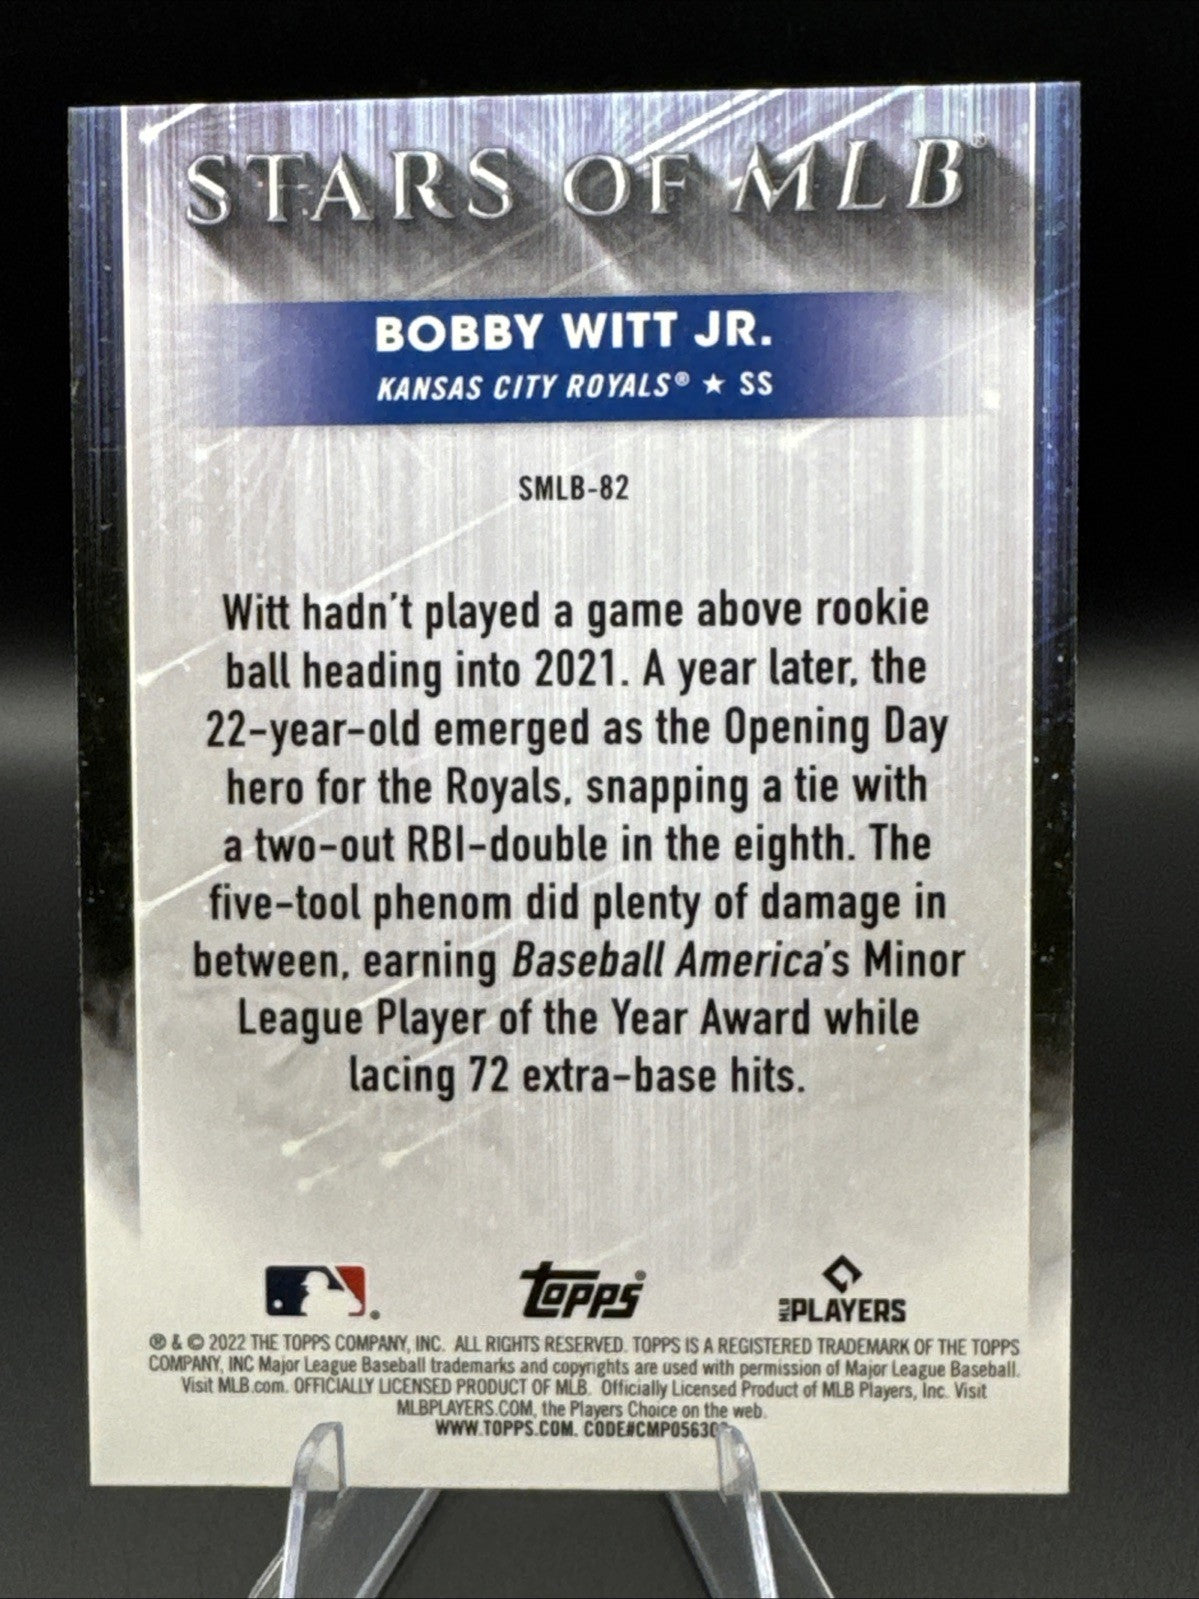 STARS OF MLB®
BOBBY WITT JR.
KANSAS CITY ROYALS® ★ SS
SMLB-82
Witt hadn't played a game above rookie
ball heading into 2021. A year later, the
22-year-old emerged as the Opening Day
hero for the Royals, snapping a tie with
a two-out RBI-double in the eighth. The
five-tool phenom did plenty of damage in
between, earning Baseball America's Minor
League Player of the Year Award while
lacing 72 extra-base hits.
® topps® MLB PLAYERS
® & © 2022 THE TOPPS COMPANY, INC. ALL RIGHTS RESERVED. TOPPS IS A REGISTERED TRADEMARK OF THE TOPPS
COMPANY, INC Major League Baseball trademarks and copyrights are used with permission of Major League Baseball.
Visit MLB.com. OFFICIALLY LICENSED PRODUCT OF MLB. Officially Licensed Product of MLB Players, Inc. Visit
MLBPLAYERS.COM, the Players Choice on the web.
WWW.TOPPS.COM. CODE#CMP05630